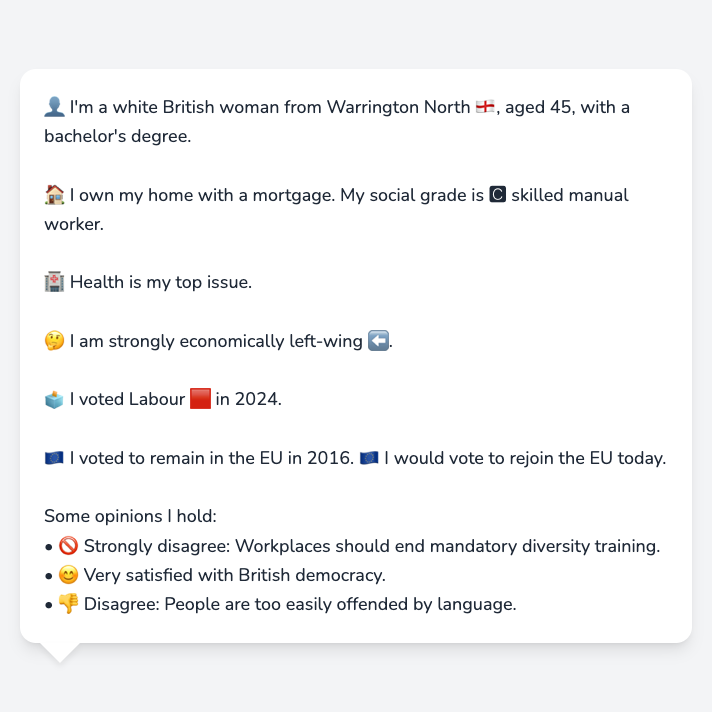 👤 I'm a white British woman from Warrington North 🏴󠁧󠁢󠁥󠁮󠁧󠁿, aged 45, with a
bachelor's degree.
🏠 I own my home with a mortgage. My social grade is C skilled manual
worker.
🏥 Health is my top issue.
🤔 I am strongly economically left-wing ⬅️.
🗳️ I voted Labour 🟥 in 2024.
🇪🇺 I voted to remain in the EU in 2016. 🇪🇺 I would vote to rejoin the EU today.
Some opinions I hold:
• 🚫 Strongly disagree: Workplaces should end mandatory diversity training.
• 😊 Very satisfied with British democracy.
• 👎 Disagree: People are too easily offended by language.